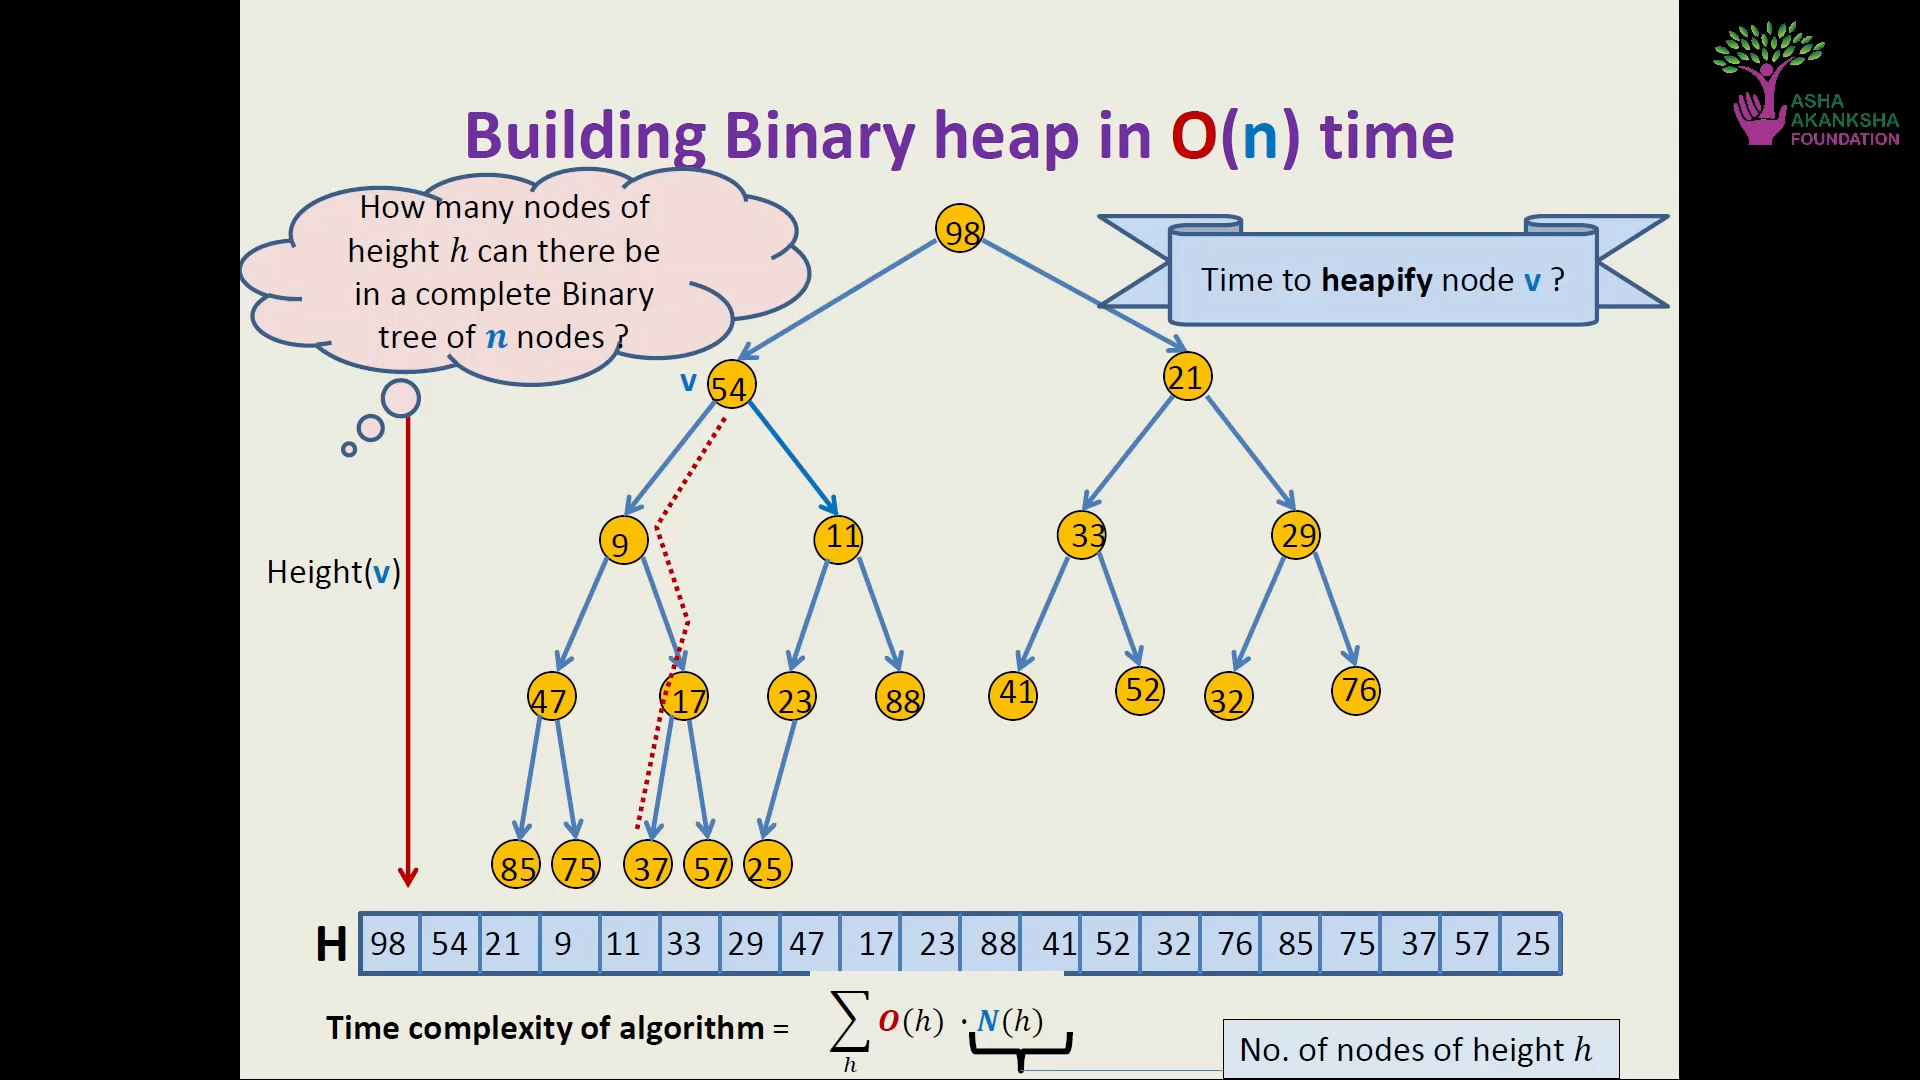 ASHA
AKANKSHA
FOUNDATION
Building Binary heap in O(n) time
How many nodes of
height h can there be
in a complete Binary
tree of n nodes ?
Time to heapify node v ?
98
v 54
21
9
11
33
29
Height(v)
47
17
23
88
41
52
32
76
85
75
37
57
25
H 98 54 21 9 11 33 29 47 17 23 88 41 52 32 76 85 75 37 57 25
Time complexity of algorithm = ∑h O(h) · N(h)
No. of nodes of height h